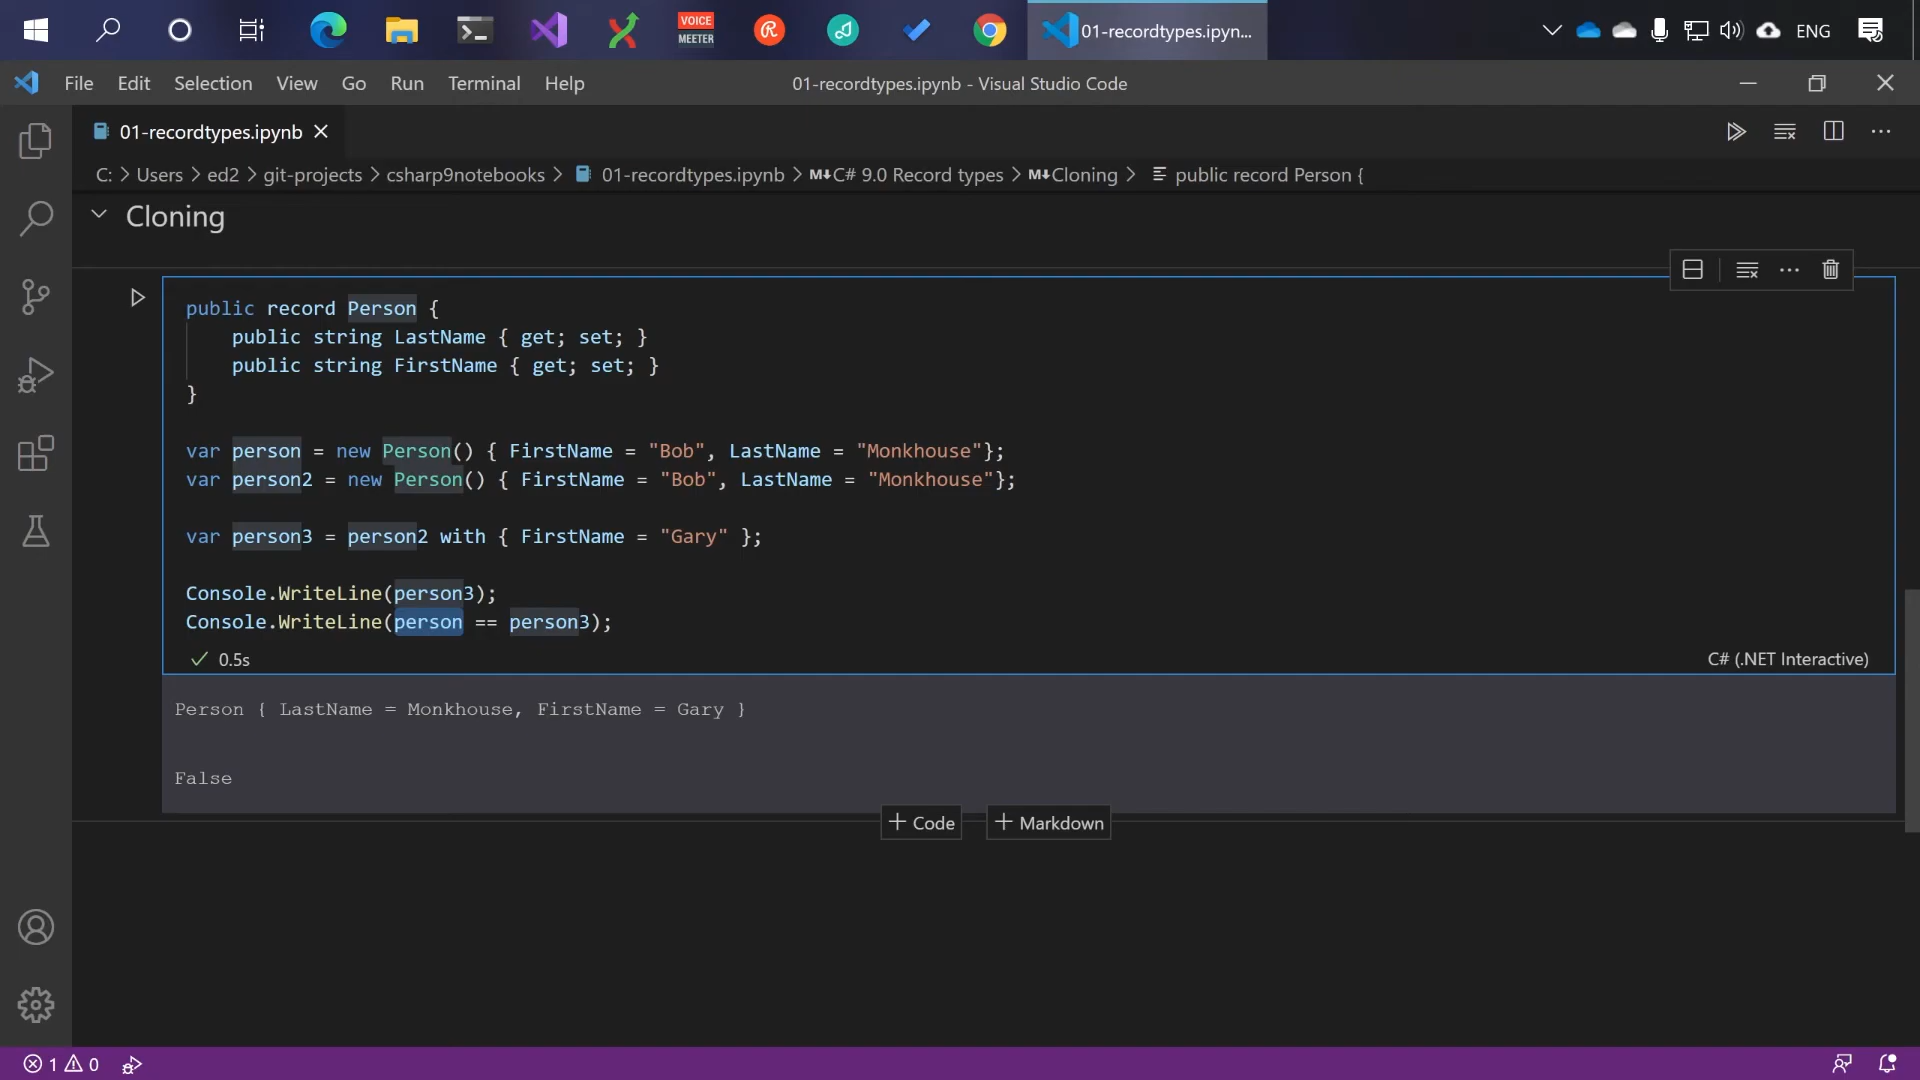 VOICE
MEETER
01-recordtypes.ipyn...
ENG
File Edit Selection View Go Run Terminal Help
01-recordtypes.ipynb - Visual Studio Code
01-recordtypes.ipynb
C: > Users > ed2 > git-projects > csharp9notebooks > 01-recordtypes.ipynb > M↓C# 9.0 Record types > M↓Cloning > public record Person {
Cloning
public record Person {
public string LastName { get; set; }
public string FirstName { get; set; }
}
var person = new Person() { FirstName = "Bob", LastName = "Monkhouse"};
var person2 = new Person() { FirstName = "Bob", LastName = "Monkhouse"};
var person3 = person2 with { FirstName = "Gary" };
Console.WriteLine(person3);
Console.WriteLine(person == person3);
0.5s
C# (.NET Interactive)
Person { LastName = Monkhouse, FirstName = Gary }
False
+ Code + Markdown
1 0